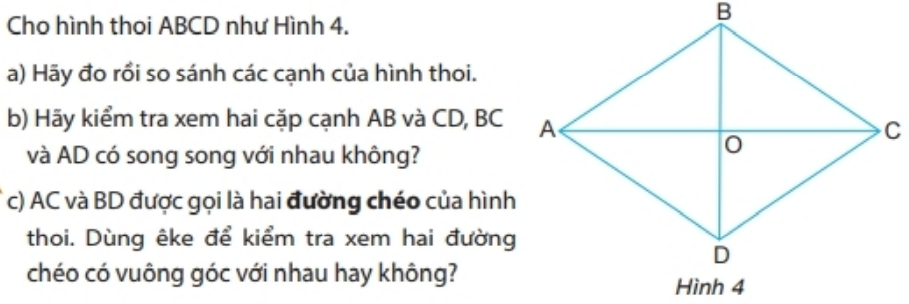 Cho hình thoi ABCD như Hình 4.
a) Hãy đo rồi so sánh các cạnh của hình thoi.
b) Hãy kiểm tra xem hai cặp cạnh AB và CD, BC
và AD có song song với nhau không?
c) AC và BD được gọi là hai đường chéo của hình
thoi. Dùng êke để kiểm tra xem hai đường
chéo có vuông góc với nhau hay không?
B
A
C
O
D
Hình 4